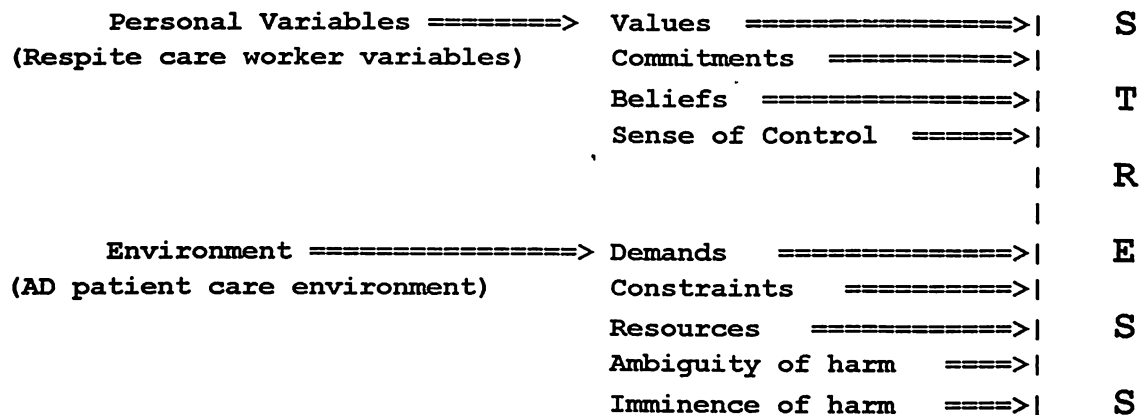 Personal Variables ========> Values ================>| S
(Respite care worker variables) Commitments ===========>|
Beliefs ===============>| T
Sense of Control ======>|
| R
|
Environment ================> Demands ===============>| E
(AD patient care environment) Constraints ==========>|
Resources ============>| S
Ambiguity of harm ====>|
Imminence of harm ====>| S